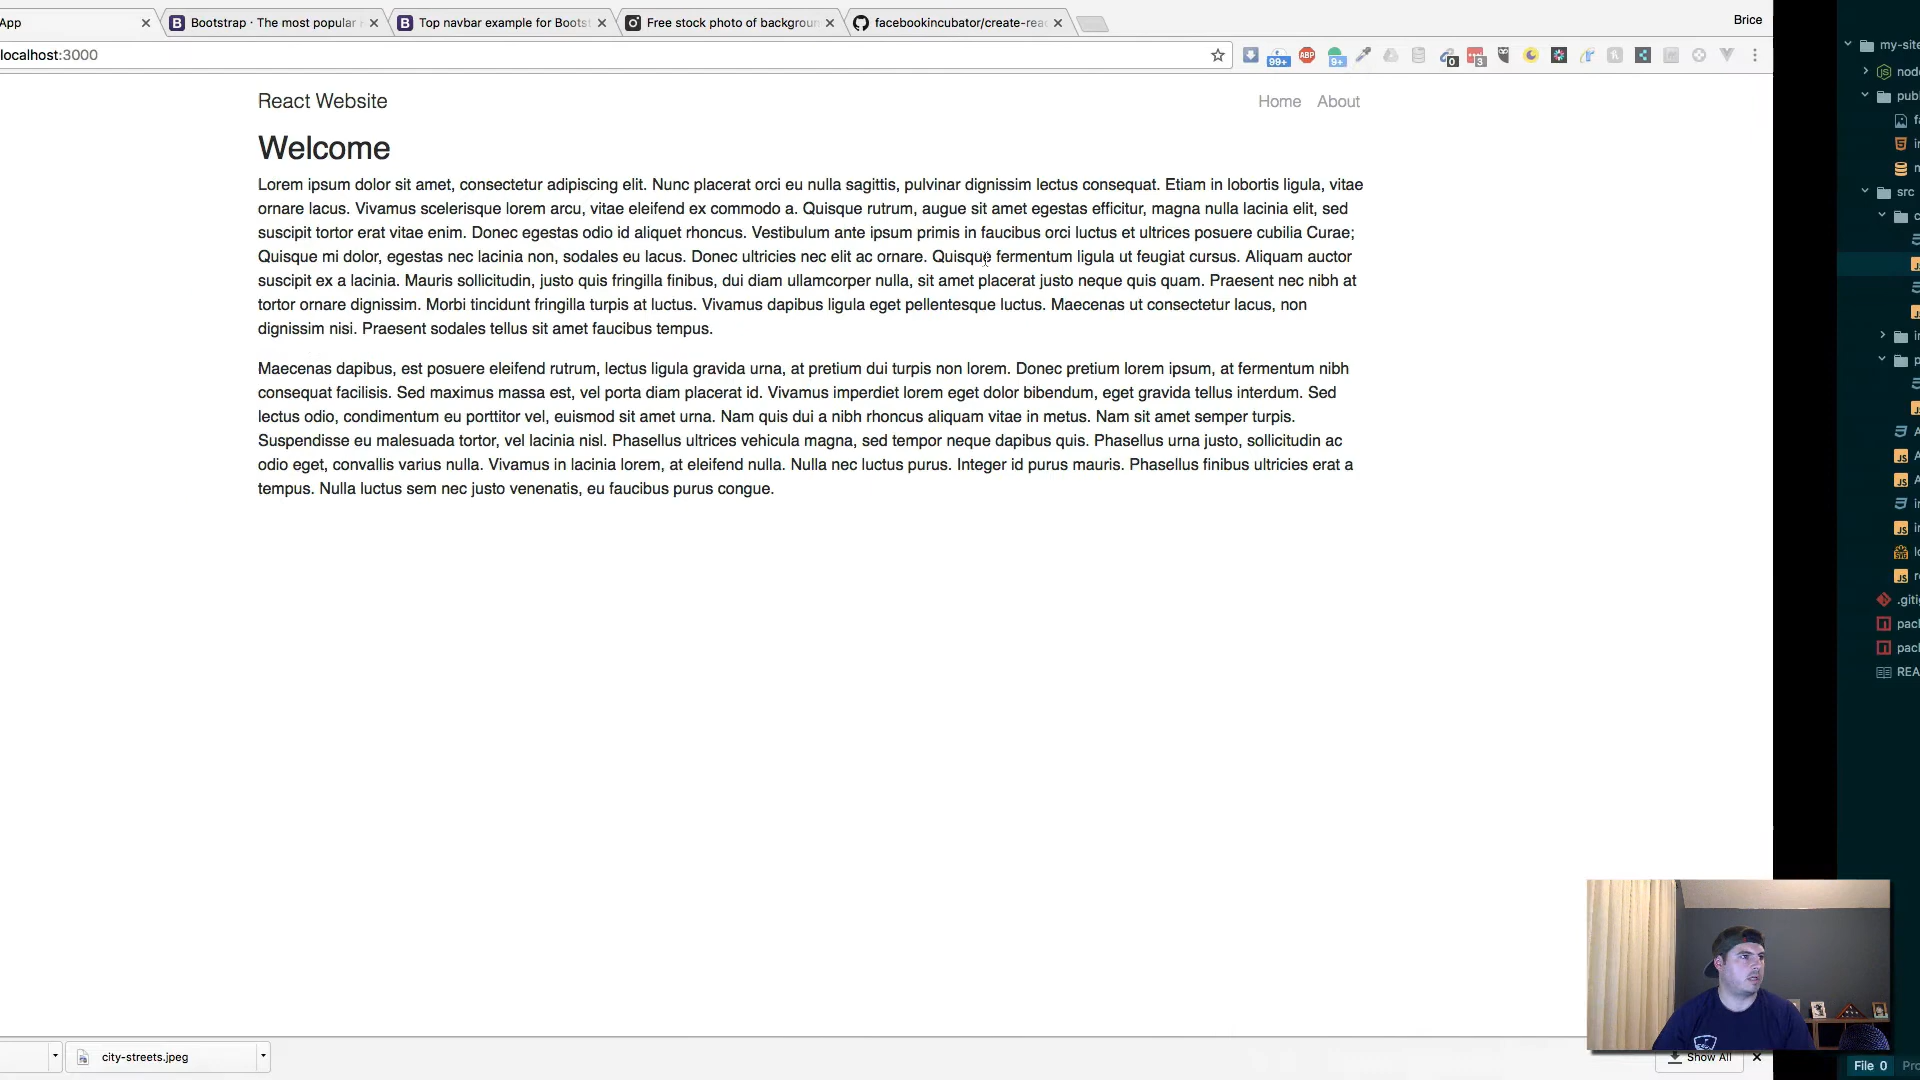 App
Bootstrap · The most popular
Top navbar example for Boots
Free stock photo of backgroun
facebookincubator/create-rea
Brice
localhost:3000
99+
ABP
9+
0
3
React Website
Home
About
Welcome
Lorem ipsum dolor sit amet, consectetur adipiscing elit. Nunc placerat orci eu nulla sagittis, pulvinar dignissim lectus consequat. Etiam in lobortis ligula, vitae
ornare lacus. Vivamus scelerisque lorem arcu, vitae eleifend ex commodo a. Quisque rutrum, augue sit amet egestas efficitur, magna nulla lacinia elit, sed
suscipit tortor erat vitae enim. Donec egestas odio id aliquet rhoncus. Vestibulum ante ipsum primis in faucibus orci luctus et ultrices posuere cubilia Curae;
Quisque mi dolor, egestas nec lacinia non, sodales eu lacus. Donec ultricies nec elit ac ornare. Quisque fermentum ligula ut feugiat cursus. Aliquam auctor
suscipit ex a lacinia. Mauris sollicitudin, justo quis fringilla finibus, dui diam ullamcorper nulla, sit amet placerat justo neque quis quam. Praesent nec nibh at
tortor ornare dignissim. Morbi tincidunt fringilla turpis at luctus. Vivamus dapibus ligula eget pellentesque luctus. Maecenas ut consectetur lacus, non
dignissim nisi. Praesent sodales tellus sit amet faucibus tempus.
Maecenas dapibus, est posuere eleifend rutrum, lectus ligula gravida urna, at pretium dui turpis non lorem. Donec pretium lorem ipsum, at fermentum nibh
consequat facilisis. Sed maximus massa est, vel porta diam placerat id. Vivamus imperdiet lorem eget dolor bibendum, eget gravida tellus interdum. Sed
lectus odio, condimentum eu porttitor vel, euismod sit amet urna. Nam quis dui a nibh rhoncus aliquam vitae in metus. Nam sit amet semper turpis.
Suspendisse eu malesuada tortor, vel lacinia nisl. Phasellus ultrices vehicula magna, sed tempor neque dapibus quis. Phasellus urna justo, sollicitudin ac
odio eget, convallis varius nulla. Vivamus in lacinia lorem, at eleifend nulla. Nulla nec luctus purus. Integer id purus mauris. Phasellus finibus ultricies erat a
tempus. Nulla luctus sem nec justo venenatis, eu faucibus purus congue.
my-site
node
publ
src
.gitig
pack
pack
REA
city-streets.jpeg
Show All
File 0
Pro